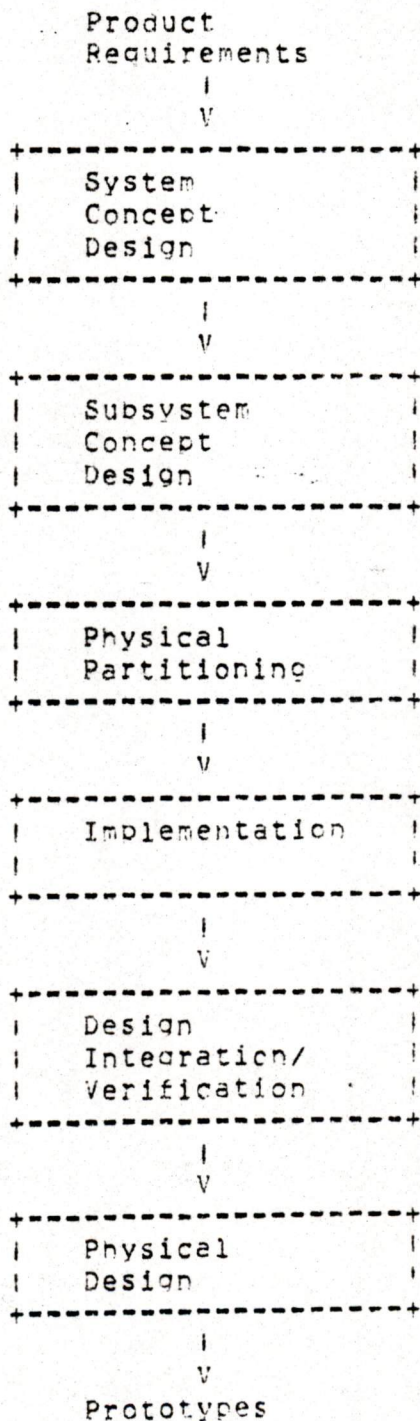 Product
Requirements
|
V
+---------------------+
| System |
| Concept |
| Design |
+---------------------+
|
V
+---------------------+
| Subsystem |
| Concept |
| Design |
+---------------------+
|
V
+---------------------+
| Physical |
| Partitioning |
+---------------------+
|
V
+---------------------+
| Implementation |
| |
+---------------------+
|
V
+---------------------+
| Design |
| Integration/ |
| Verification |
+---------------------+
|
V
+---------------------+
| Physical |
| Design |
+---------------------+
|
V
Prototypes